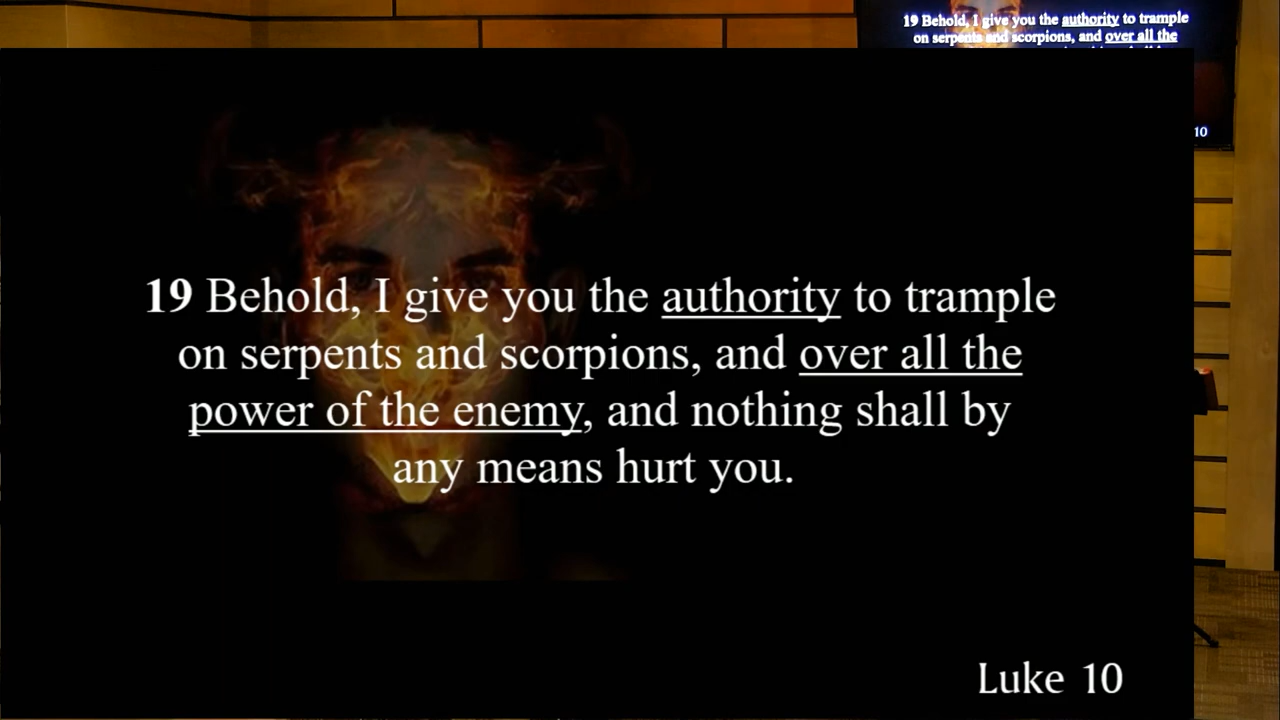 19 Behold, I give you the authority to trample
on serpents and scorpions, and over all the
10
19 Behold, I give you the authority to trample
on serpents and scorpions, and over all the
power of the enemy, and nothing shall by
any means hurt you.
Luke 10